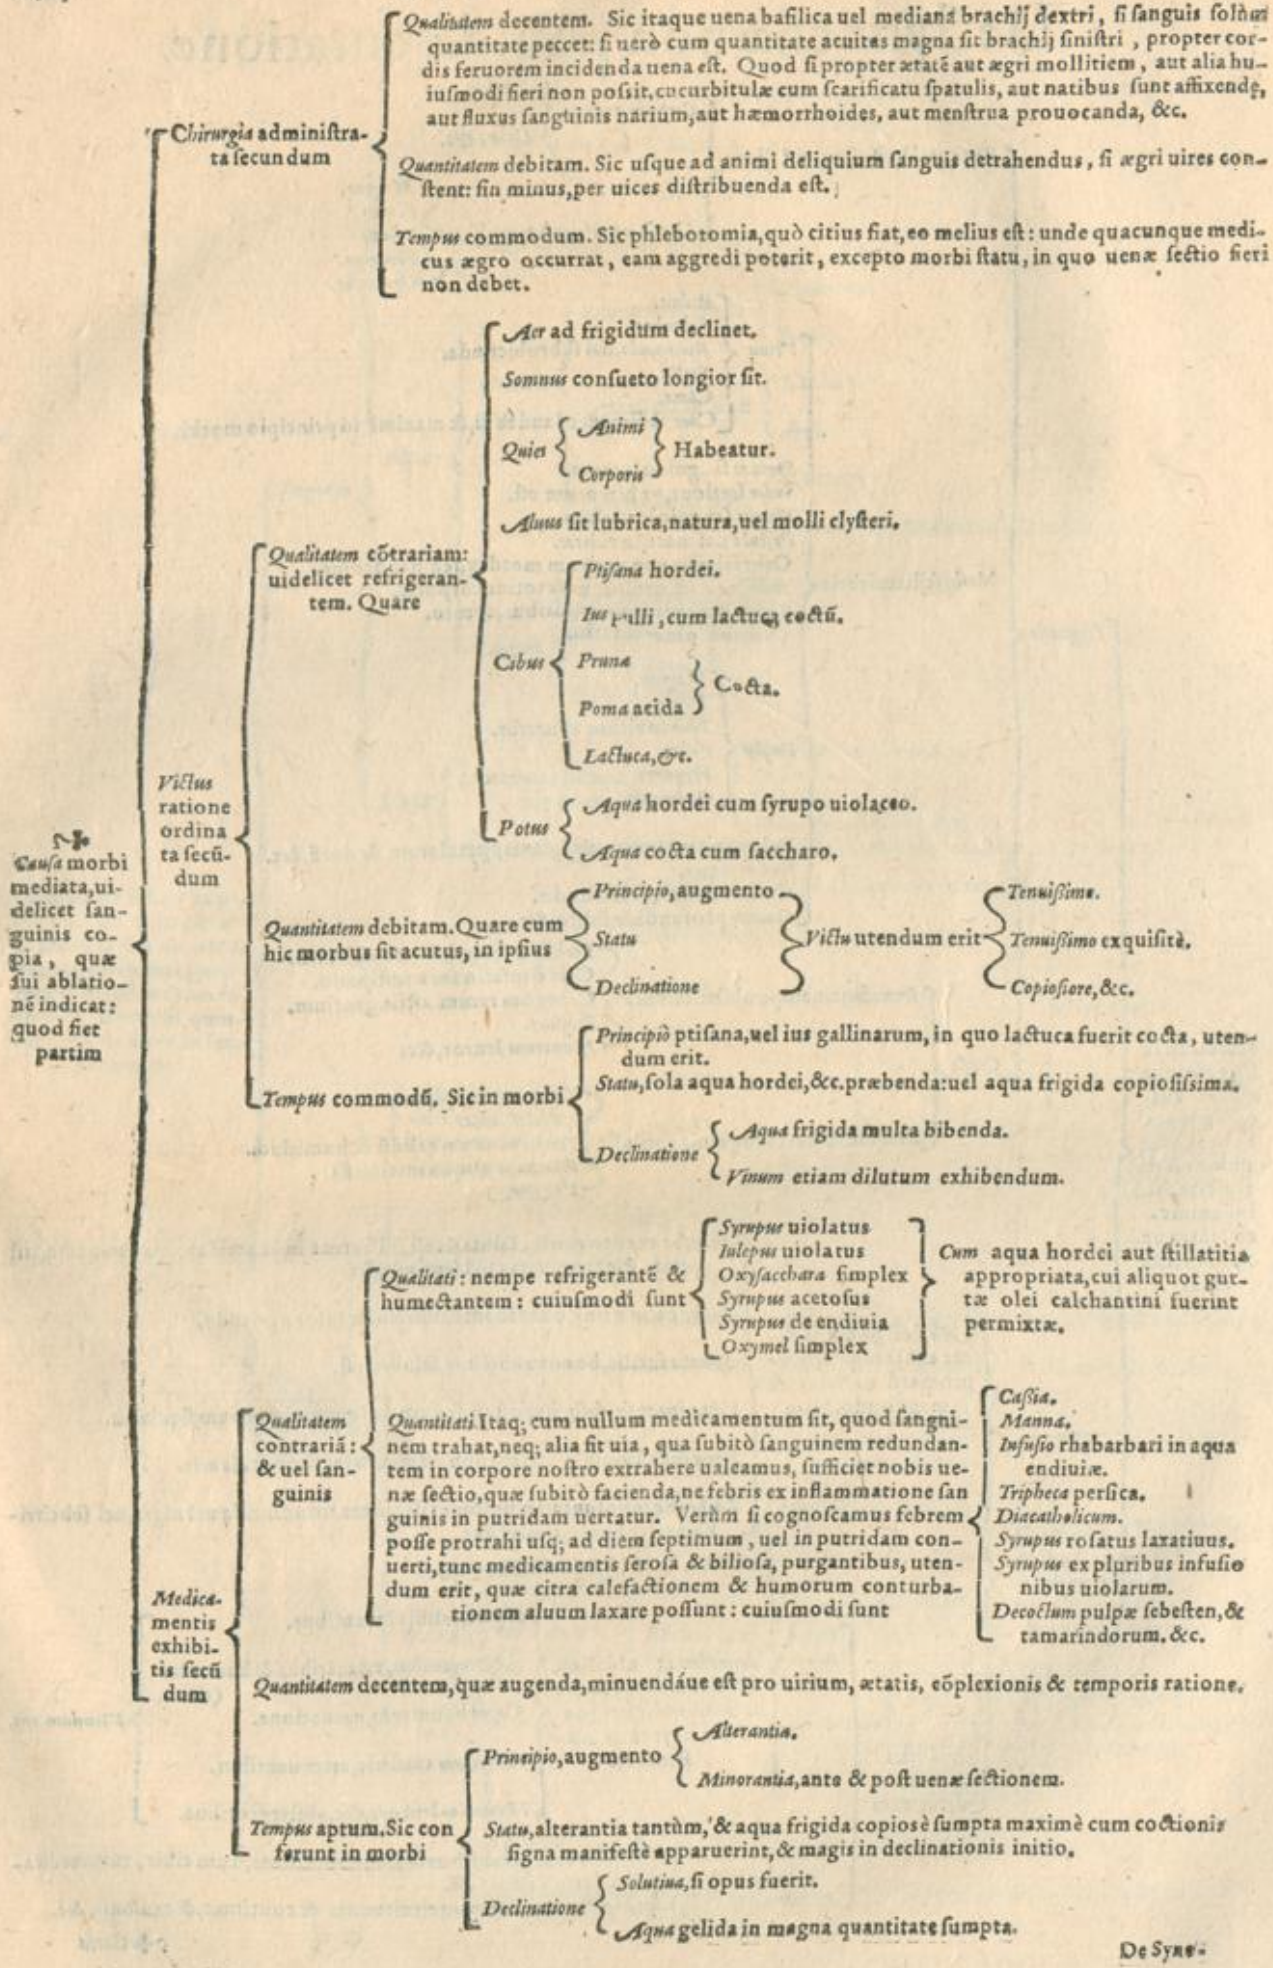 Qualitatem decentem. Sic itaque uena basilica uel mediana brachij dextri, si sanguis solùm
quantitate peccet: si uerò cum quantitate acuitas magna sit brachij sinistri, propter cor-
dis feruorem incidenda uena est. Quod si propter ætatē aut ægri mollitiem, aut alia hu-
iusmodi fieri non possit, cucurbitulæ cum scarificatu spatulis, aut natibus sunt affixendę,
aut fluxus sanguinis narium, aut hæmorrhoides, aut menstrua prouocanda, &c.
Chirurgia administra-
ta secundum
Quantitatem debitam. Sic usque ad animi deliquium sanguis detrahendus, si ægri uires con-
stent: sin minus, per uices distribuenda est.
Tempus commodum. Sic phlebotomia, quò citius fiat, eo melius est: unde quacunque medi-
cus ægro occurrat, eam aggredi poterit, excepto morbi statu, in quo uenæ sectio fieri
non debet.
Aer ad frigidum declinet.
Somnus consueto longior sit.
Quies
Animi
Corporis
Habeatur.
Aluus sit lubrica, natura, uel molli clysteri.
Qualitatem cōtrariam:
uidelicet refrigeran-
tem. Quare
Cibus
Ptisana hordei.
Ius pulli, cum lactuca coctū.
Pruna
Poma acida
Cocta.
Lactuca, &c.
Potus
Aqua hordei cum syrupo uiolaceo.
Aqua cocta cum saccharo.
Victus
ratione
ordina
ta secū-
dum
Causa morbi
mediata, ui-
delicet san-
guinis co-
pia, quæ
sui ablatio-
nē indicat:
quod fiet
partim
Quantitatem debitam. Quare cum
hic morbus sit acutus, in ipsius
Principio, augmento
Statu
Declinatione
Victu utendum erit
Tenuissimo.
Tenuissimo exquisitè.
Copiosiore, &c.
Tempus commodū. Sic in morbi
Principiò ptisana, uel ius gallinarum, in quo lactuca fuerit cocta, uten-
dum erit.
Statu, sola aqua hordei, &c. præbenda: uel aqua frigida copiosissima.
Declinatione
Aqua frigida multa bibenda.
Vinum etiam dilutum exhibendum.
Qualitati: nempe refrigerantē &
humectantem: cuiusmodi sunt
Syrupus uiolatus
Iulepus uiolatus
Oxysacchara simplex
Syrupus acetosus
Syrupus de endiuia
Oxymel simplex
Cum aqua hordei aut stillatitia
appropriata, cui aliquot gut-
tæ olei calchantini fuerint
permixtæ.
Qualitatem
contrariā:
& uel san-
guinis
Quantitati Itaq; cum nullum medicamentum sit, quod sangui-
nem trahat, neq; alia sit uia, qua subitò sanguinem redundan-
tem in corpore nostro extrahere ualeamus, sufficiet nobis ue-
næ sectio, quæ subitò facienda, ne febris ex inflammatione san
guinis in putridam uertatur. Verùm si cognoscamus febrem
posse protrahi usq; ad diem septimum, uel in putridam con-
uerti, tunc medicamentis serosa & biliosa, purgantibus, uten-
dum erit, quæ citra calefactionem & humorum conturba-
tionem aluum laxare possunt: cuiusmodi sunt
Cassia.
Manna.
Infusio rhabarbari in aqua
endiuiæ.
Tripheca persica.
Diacatholicum.
Syrupus rosatus laxatiuus.
Syrupus ex pluribus infusio
nibus uiolarum.
Decoctum pulpæ sebesten, &
tamarindorum. &c.
Medica-
mentis
exhibi-
tis secū
dum
Quantitatem decentem, quæ augenda, minuendáue est pro uirium, ætatis, cōplexionis & temporis ratione.
Tempus aptum. Sic con
ferunt in morbi
Principio, augmento
Alterantia.
Minorantia, ante & post uenæ sectionem.
Statu, alterantia tantùm, & aqua frigida copiosè sumpta maximè cum coctionis
signa manifestè apparuerint, & magis in declinationis initio.
Declinatione
Solutiua, si opus fuerit.
Aqua gelida in magna quantitate sumpta.
De Syno-